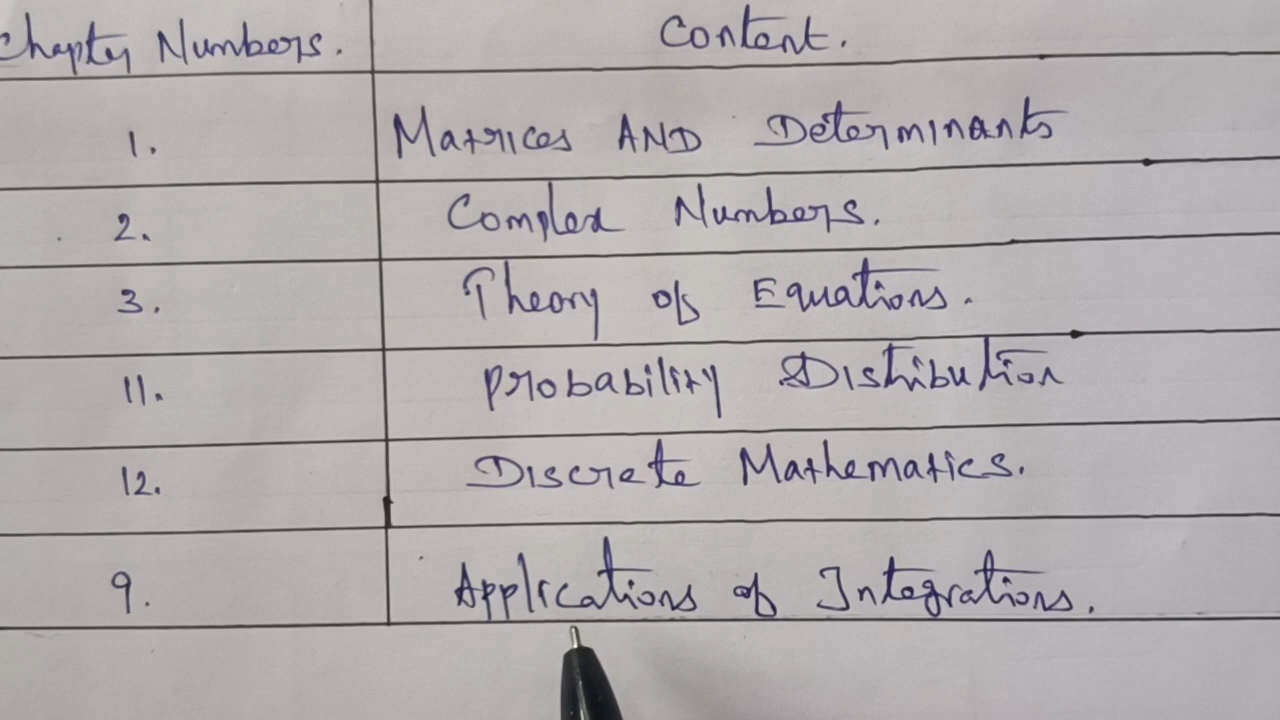 Chapter Numbers. Content.
1. Matrices AND Determinants
2. Complex Numbers.
3. Theory of Equations.
11. Probability Distribution
12. Discrete Mathematics.
9. Applications of Integrations.